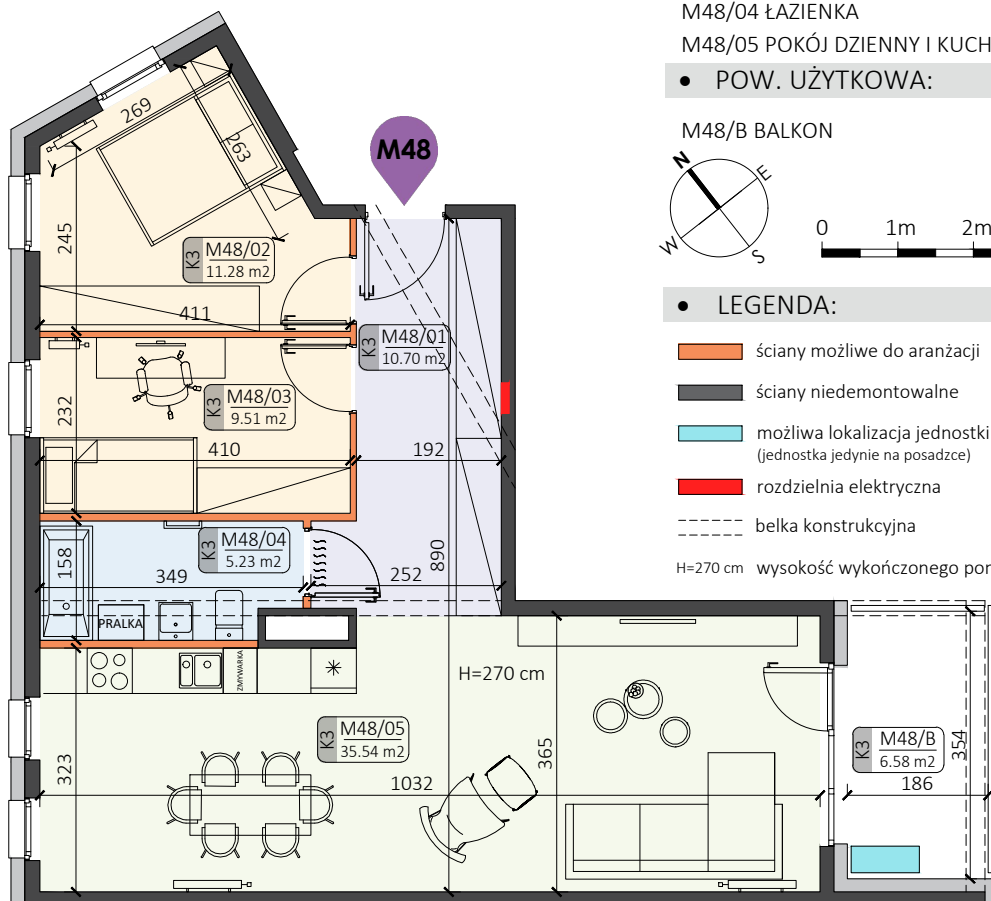 M48/04 ŁAZIENKA
M48/05 POKÓJ DZIENNY I KUCH
• POW. UŻYTKOWA:
M48/B BALKON
N
E
W
S
0 1m 2m
• LEGENDA:
ściany możliwe do aranżacji
ściany niedemontowalne
możliwa lokalizacja jednostki
(jednostka jedynie na posadzce)
rozdzielnia elektryczna
belka konstrukcyjna
H=270 cm wysokość wykończonego por
M48
269
263
245
K3 M48/02
11.28 m2
411
K3 M48/01
10.70 m2
232
K3 M48/03
9.51 m2
410
192
890
158
K3 M48/04
5.23 m2
349
252
PRALKA
ZMYWARKA
H=270 cm
K3 M48/05
35.54 m2
323
1032
365
K3 M48/B
6.58 m2
354
186